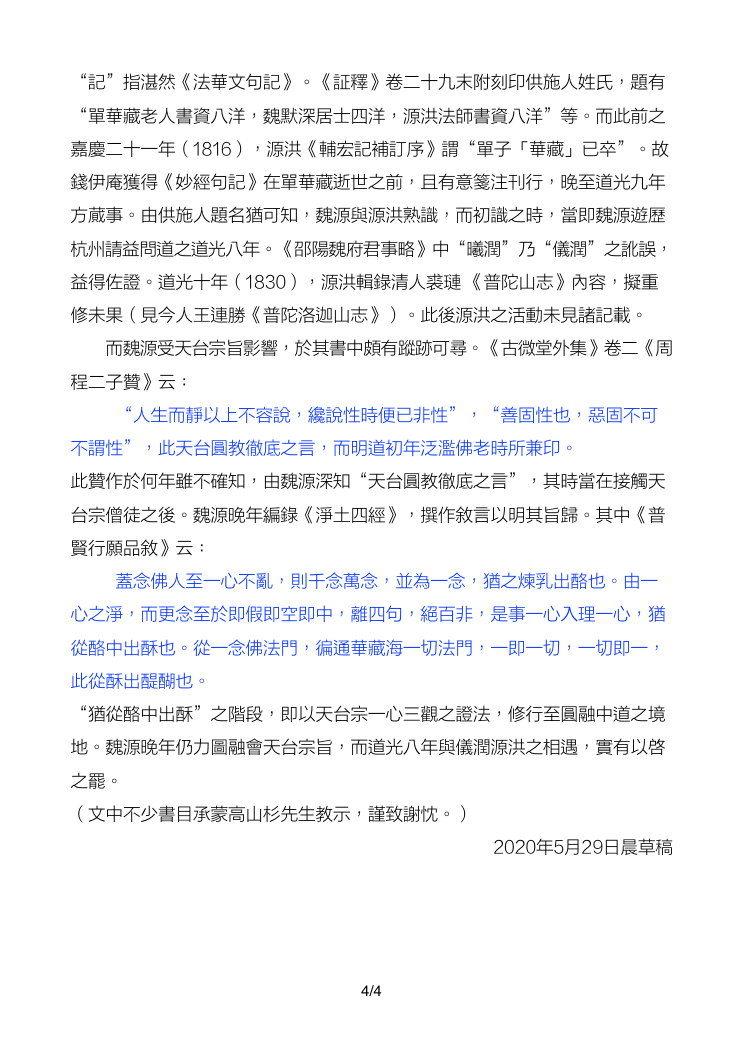 “記”指湛然《法華文句記》。《証釋》卷二十九末附刻印供施人姓氏，題有
“單華藏老人書資八洋，魏默深居士四洋，源洪法師書資八洋”等。而此前之
嘉慶二十一年（1816），源洪《輔宏記補訂序》謂“單子「華藏」已卒”。故
錢伊庵獲得《妙經句記》在單華藏逝世之前，且有意箋注刊行，晚至道光九年
方蕆事。由供施人題名猶可知，魏源與源洪熟識，而初識之時，當即魏源遊歷
杭州請益問道之道光八年。《邵陽魏府君事略》中“曦潤”乃“儀潤”之訛誤，
益得佐證。道光十年（1830），源洪輯錄清人裘璉《普陀山志》內容，擬重
修未果（見今人王連勝《普陀洛迦山志》）。此後源洪之活動未見諸記載。
而魏源受天台宗旨影響，於其書中頗有蹤跡可尋。《古微堂外集》卷二《周
程二子贊》云：
“人生而靜以上不容說，纔說性時便已非性”，“善固性也，惡固不可
不謂性”，此天台圓教徹底之言，而明道初年泛濫佛老時所兼印。
此贊作於何年雖不確知，由魏源深知“天台圓教徹底之言”，其時當在接觸天
台宗僧徒之後。魏源晚年編錄《淨土四經》，撰作敘言以明其旨歸。其中《普
賢行願品敘》云：
蓋念佛人至一心不亂，則千念萬念，並為一念，猶之煉乳出酪也。由一
心之淨，而更念至於即假即空即中，離四句，絕百非，是事一心入理一心，猶
從酪中出酥也。從一念佛法門，徧通華藏海一切法門，一即一切，一切即一，
此從酥出醍醐也。
“猶從酪中出酥”之階段，即以天台宗一心三觀之證法，修行至圓融中道之境
地。魏源晚年仍力圖融會天台宗旨，而道光八年與儀潤源洪之相遇，實有以啓
之罷。
（文中不少書目承蒙高山杉先生教示，謹致謝忱。）
2020年5月29日晨草稿
4/4